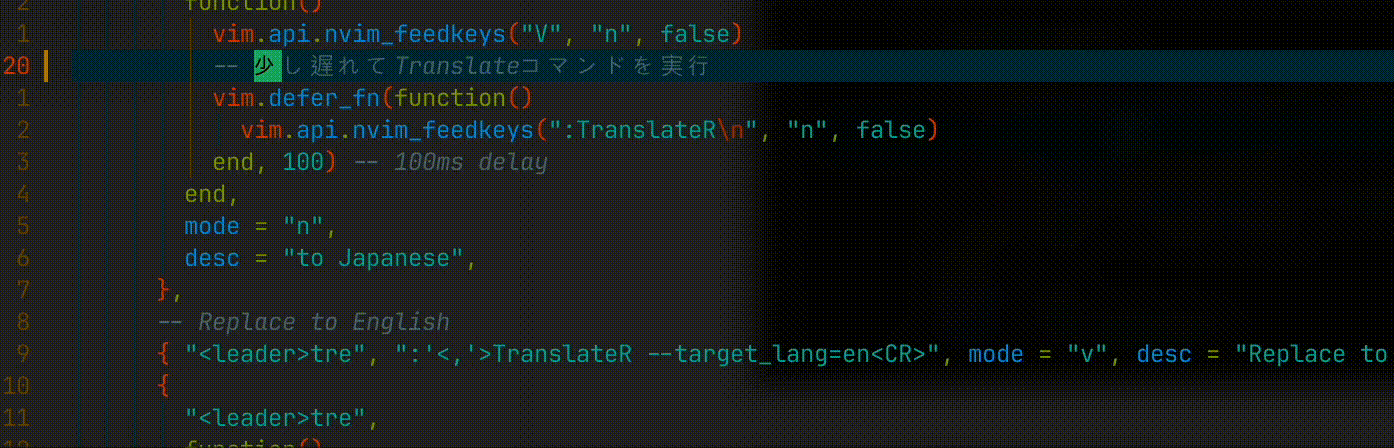 2 function()
1 vim.api.nvim_feedkeys("V", "n", false)
20 -- 少し遅れてTranslateコマンドを実行
1 vim.defer_fn(function()
2 vim.api.nvim_feedkeys(":TranslateR\n", "n", false)
3 end, 100) -- 100ms delay
4 end,
5 mode = "n",
6 desc = "to Japanese",
7 },
8 -- Replace to English
9 { "<leader>tre", ":'<,'>TranslateR --target_lang=en<CR>", mode = "v", desc = "Replace to
10 {
11 "<leader>tre",
12 function()